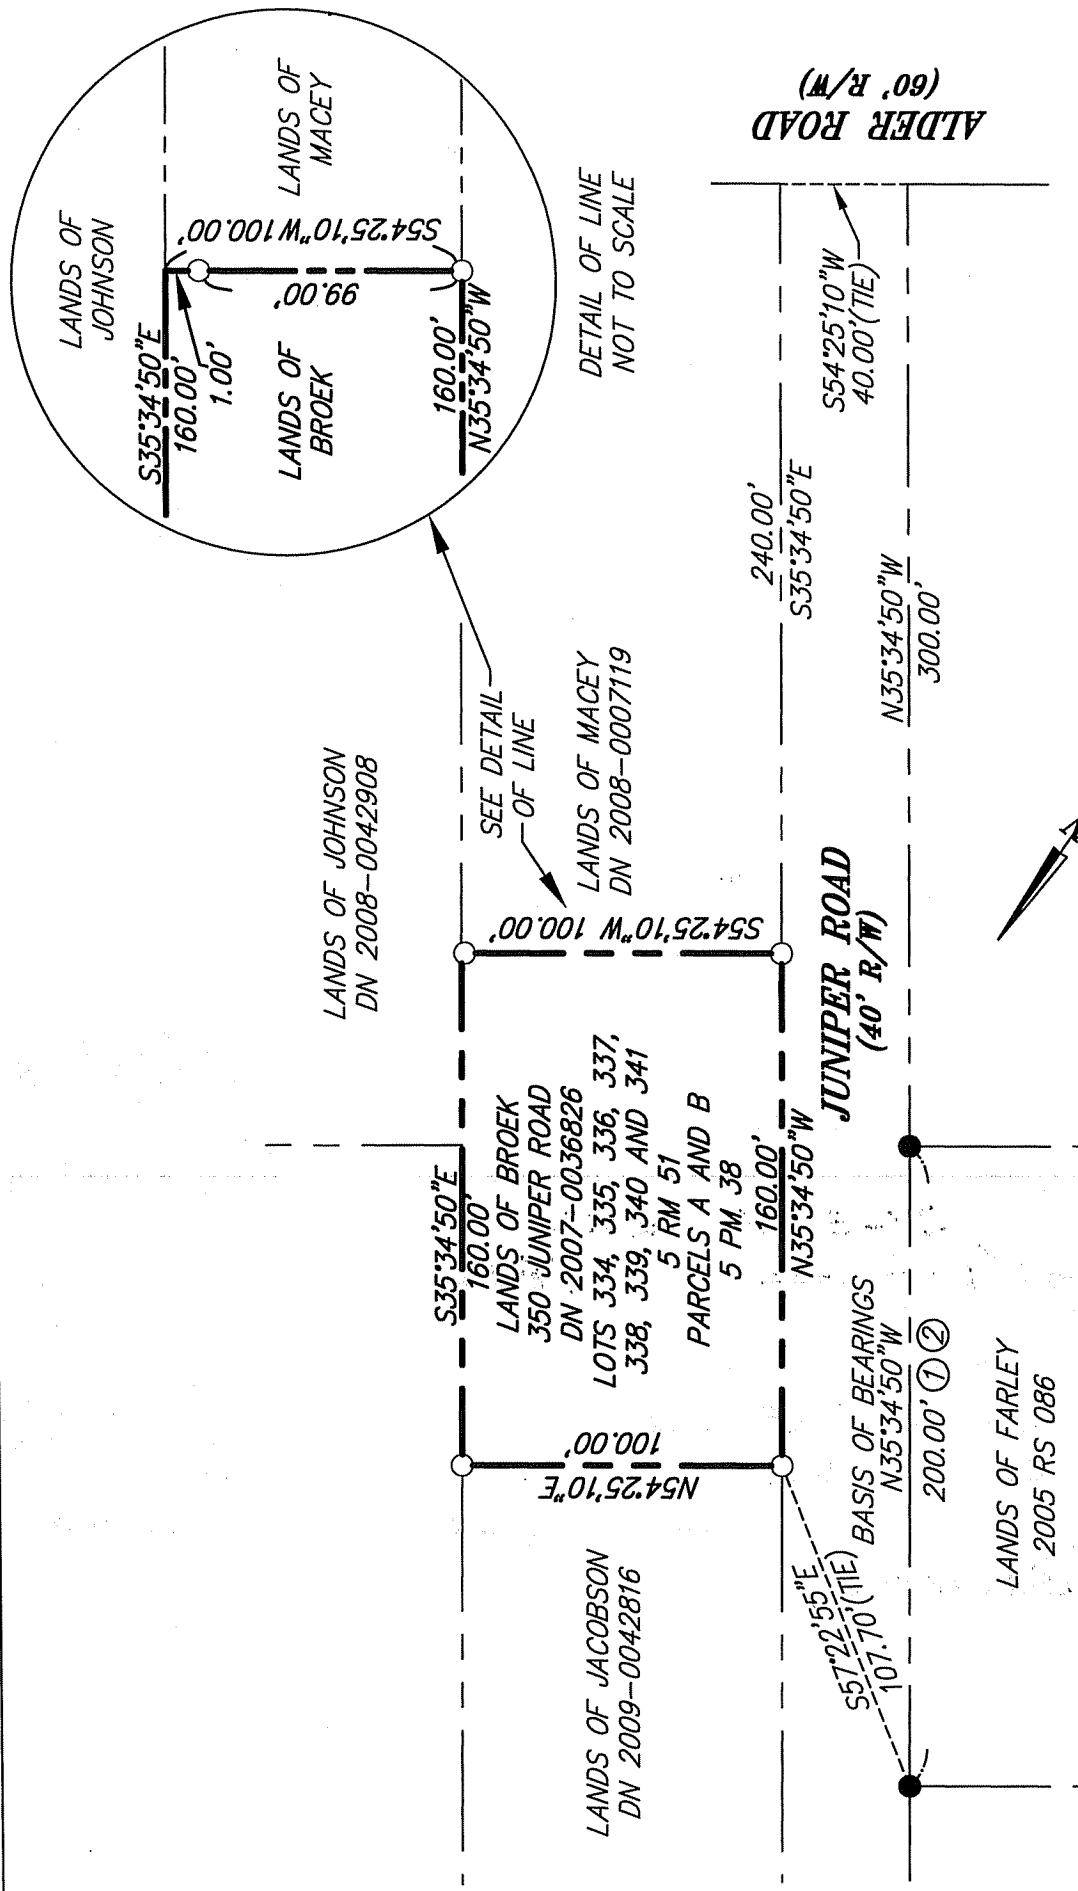 LANDS OF
JOHNSON
S35°34'50"E
160.00'
1.00'
LANDS OF
BROEK
99.00'
S54°25'10"W 100.00'
LANDS OF
MACEY
160.00'
N35°34'50"W
DETAIL OF LINE
NOT TO SCALE
ALDER ROAD
(60' R/W)
LANDS OF JOHNSON
DN 2008-0042908
SEE DETAIL
OF LINE
LANDS OF MACEY
DN 2008-0007119
S54°25'10"W
40.00'(TIE)
240.00'
S35°34'50"E
N35°34'50"W
300.00'
S35°34'50"E
160.00'
LANDS OF BROEK
350 JUNIPER ROAD
DN 2007-0036826
LOTS 334, 335, 336, 337,
338, 339, 340 AND 341
5 RM 51
PARCELS A AND B
5 PM 38
160.00'
N35°34'50"W
S54°25'10"W 100.00'
N54°25'10"E
100.00'
JUNIPER ROAD
(40' R/W)
LANDS OF JACOBSON
DN 2009-0042816
S57°22'55"E
107.70'(TIE)
BASIS OF BEARINGS
N35°34'50"W
200.00' ① ②
LANDS OF FARLEY
2005 RS 086